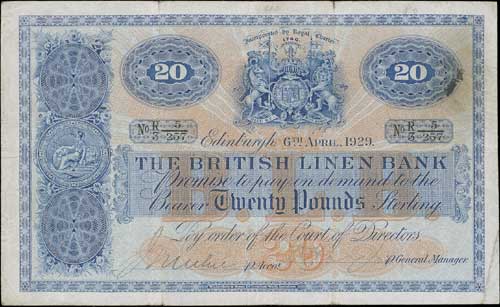 Incorporated by Royal Charter
1746.
20 20
No. R/3 5/257 No. R/3 5/257
Edinburgh 6TH APRIL, 1929.
THE BRITISH LINEN BANK
Promise to pay on demand to the
Bearer Twenty Pounds Sterling
By order of the Court of Directors
p General Manager.